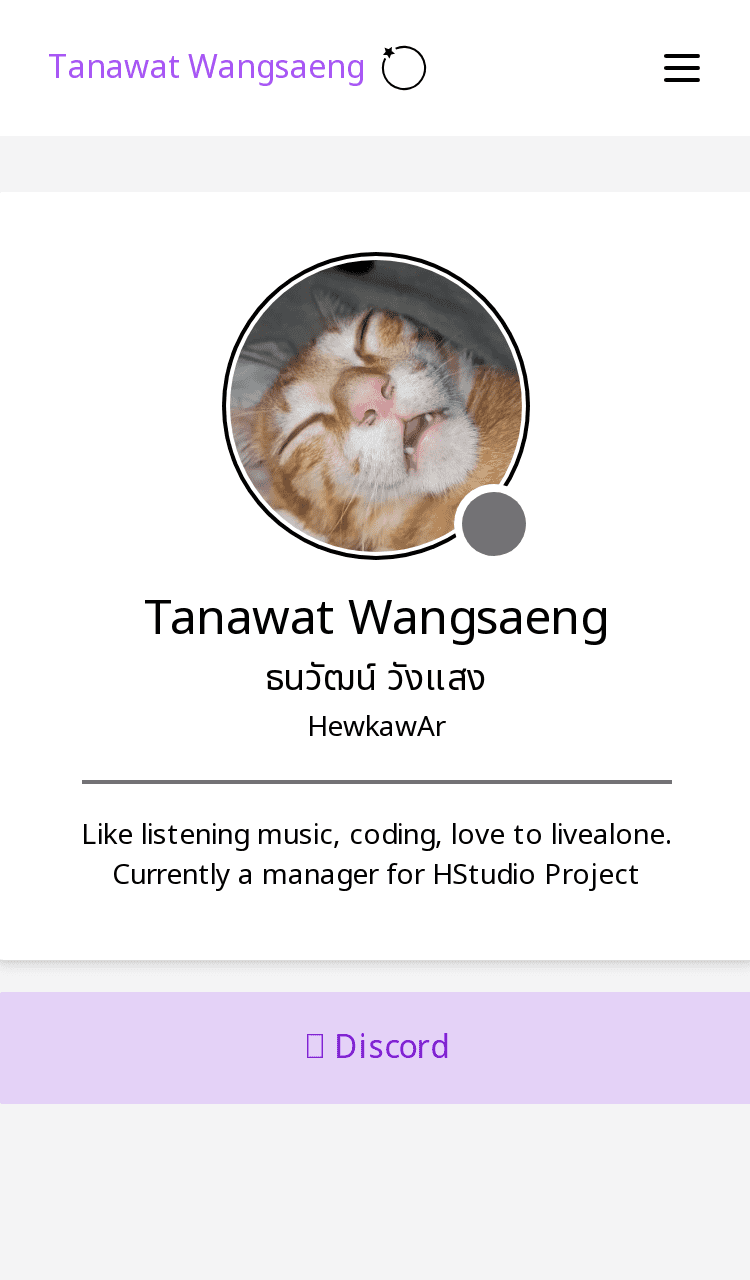 Tanawat Wangsaeng
Tanawat Wangsaeng
ธนวัฒน์ วังแสง
HewkawAr
Like listening music, coding, love to livealone.
Currently a manager for HStudio Project
Discord